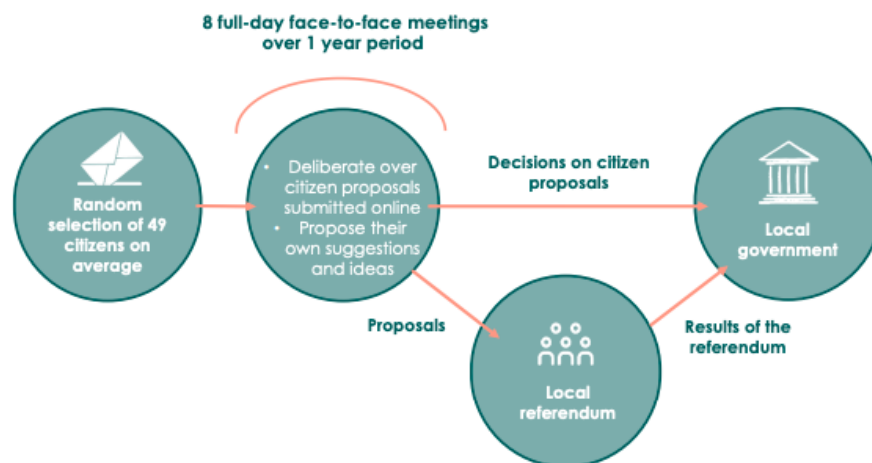 8 full-day face-to-face meetings
over 1 year period
Random
selection of 49
citizens on
average
• Deliberate over
citizen proposals
submitted online
• Propose their
own suggestions
and ideas
Decisions on citizen
proposals
Local
government
Proposals
Local
referendum
Results of the
referendum